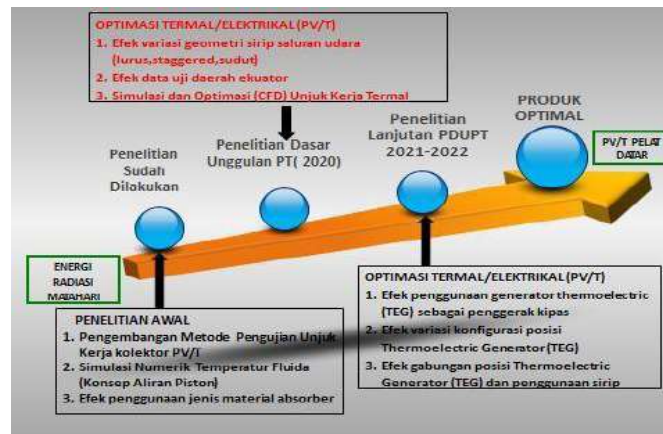 OPTIMASI TERMAL/ELEKTRIKAL (PV/T)
1. Efek variasi geometri sirip saluran udara
(lurus,staggered,sudut)
2. Efek data uji daerah ekuator
3. Simulasi dan Optimasi (CFD) Unjuk Kerja Termal
Penelitian
Sudah
Dilakukan
Penelitian Dasar
Unggulan PT( 2020)
Penelitian
Lanjutan PDUPT
2021-2022
PRODUK
OPTIMAL
PV/T PELAT
DATAR
ENERGI
RADIASI
MATAHARI
PENELITIAN AWAL
1. Pengembangan Metode Pengujian Unjuk
Kerja kolektor PV/T
2. Simulasi Numerik Temperatur Fluida
(Konsep Aliran Piston)
3. Efek penggunaan jenis material absorber
OPTIMASI TERMAL/ELEKTRIKAL (PV/T)
1. Efek penggunaan generator thermoelectric
(TEG) sebagai penggerak kipas
2. Efek variasi konfigurasi posisi
Thermoelectric Generator (TEG)
3. Efek gabungan posisi Thermoelectric
Generator (TEG) dan penggunaan sirip